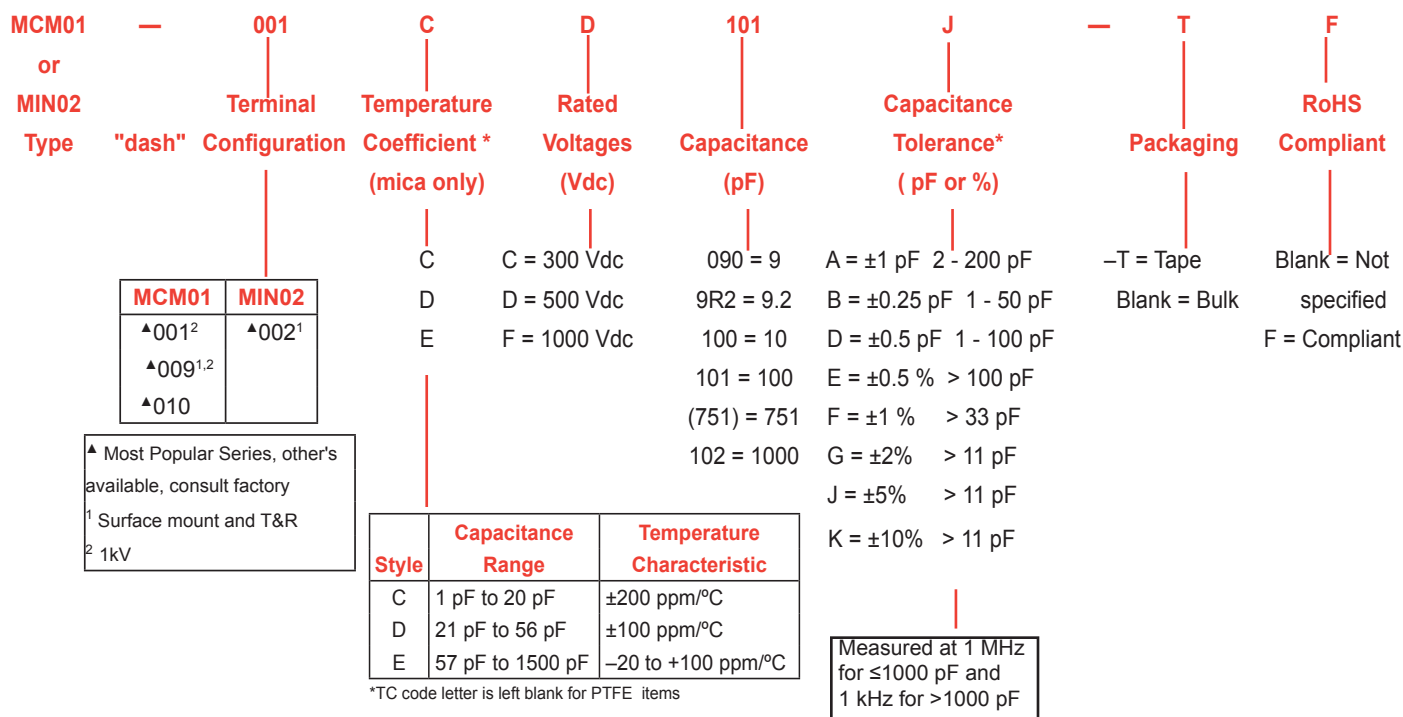 MCM01 — 001 C D 101 J — T F
or
MIN02 Terminal Temperature Rated Capacitance RoHS
Type "dash" Configuration Coefficient * Voltages Capacitance Tolerance* Packaging Compliant
(mica only) (Vdc) (pF) ( pF or %)
C C = 300 Vdc 090 = 9 A = ±1 pF 2 - 200 pF –T = Tape Blank = Not
D D = 500 Vdc 9R2 = 9.2 B = ±0.25 pF 1 - 50 pF Blank = Bulk specified
E F = 1000 Vdc 100 = 10 D = ±0.5 pF 1 - 100 pF F = Compliant
101 = 100 E = ±0.5 % > 100 pF
(751) = 751 F = ±1 % > 33 pF
102 = 1000 G = ±2% > 11 pF
J = ±5% > 11 pF
K = ±10% > 11 pF
MCM01 MIN02
▲001² ▲002¹
▲009¹,²
▲010
▲ Most Popular Series, other's
available, consult factory
¹ Surface mount and T&R
² 1kV
Capacitance Temperature
Style Range Characteristic
C 1 pF to 20 pF ±200 ppm/ºC
D 21 pF to 56 pF ±100 ppm/ºC
E 57 pF to 1500 pF –20 to +100 ppm/ºC
*TC code letter is left blank for PTFE items
Measured at 1 MHz
for ≤1000 pF and
1 kHz for >1000 pF